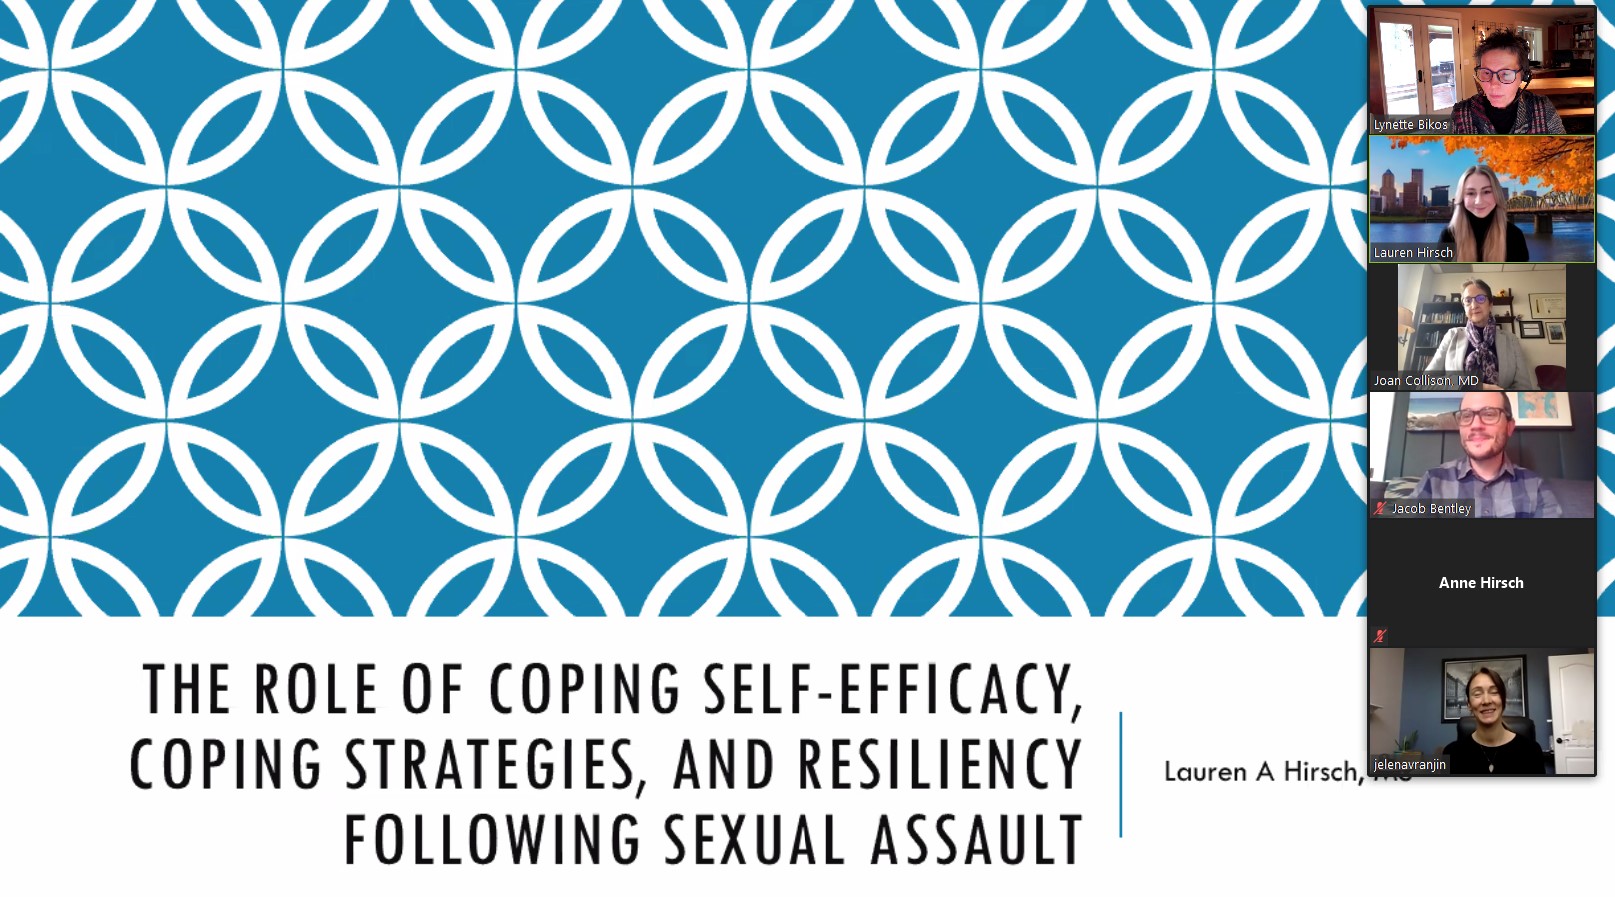 THE ROLE OF COPING SELF-EFFICACY,
COPING STRATEGIES, AND RESILIENCY
FOLLOWING SEXUAL ASSAULT
Lauren A Hirsch, MS
Lynette Bikos
Lauren Hirsch
Joan Collison, MD
Jacob Bentley
Anne Hirsch
jelenavranjin